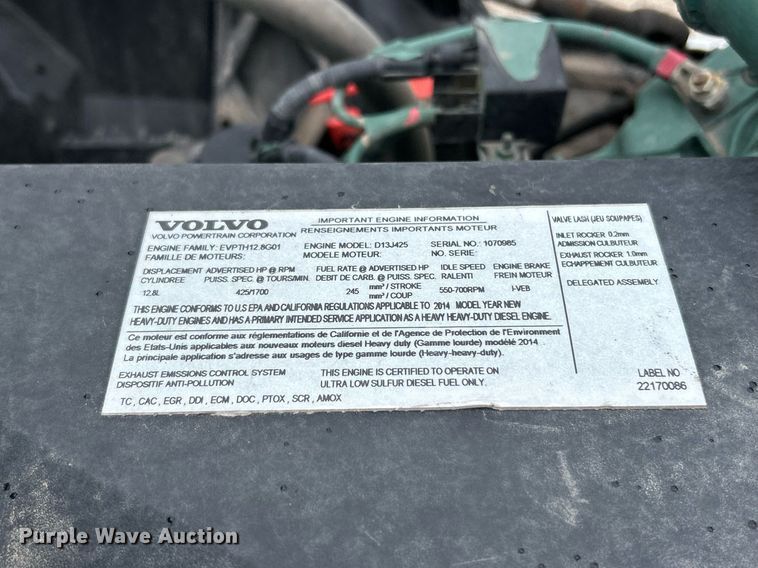 VOLVO
VOLVO POWERTRAIN CORPORATION
IMPORTANT ENGINE INFORMATION
RENSEIGNEMENTS IMPORTANTS MOTEUR
ENGINE FAMILY: EVPTH12.8G01
FAMILLE DE MOTEURS:
ENGINE MODEL: D13J425
MODELE MOTEUR:
SERIAL NO.: 1070985
NO. SERIE:
DISPLACEMENT ADVERTISED HP @ RPM FUEL RATE @ ADVERTISED HP IDLE SPEED ENGINE BRAKE
CYLINDREE PUISS. SPEC. @ TOURS/MIN. DEBIT DE CARB. @ PUISS. SPEC. RALENTI FREIN MOTEUR
12.8L 425/1700 245 mm³ / STROKE 550-700RPM I-VEB
mm³ / COUP
THIS ENGINE CONFORMS TO U.S EPA AND CALIFORNIA REGULATIONS APPLICABLE TO 2014 MODEL YEAR NEW
HEAVY-DUTY ENGINES AND HAS A PRIMARY INTENDED SERVICE APPLICATION AS A HEAVY HEAVY-DUTY DIESEL ENGINE.
Ce moteur est conforme aux réglementations de Californie et de l'Agence de Protection de l'Environment
des Etats-Unis applicables aux nouveaux moteurs diesel Heavy duty (Gamme lourde) modélé 2014 .
La principale application s'adresse aux usages de type gamme lourde (Heavy-heavy-duty).
EXHAUST EMISSIONS CONTROL SYSTEM
DISPOSITIF ANTI-POLLUTION
THIS ENGINE IS CERTIFIED TO OPERATE ON
ULTRA LOW SULFUR DIESEL FUEL ONLY.
TC , CAC , EGR , DDI , ECM , DOC , PTOX , SCR , AMOX
VALVE LASH (JEU SOUPAPES)
INLET ROCKER 0.2mm
ADMISSION CULBUTEUR
EXHAUST ROCKER 1.0mm
ECHAPPEMENT CULBUTEUR
DELEGATED ASSEMBLY
LABEL NO
22170086
Purple Wave Auction